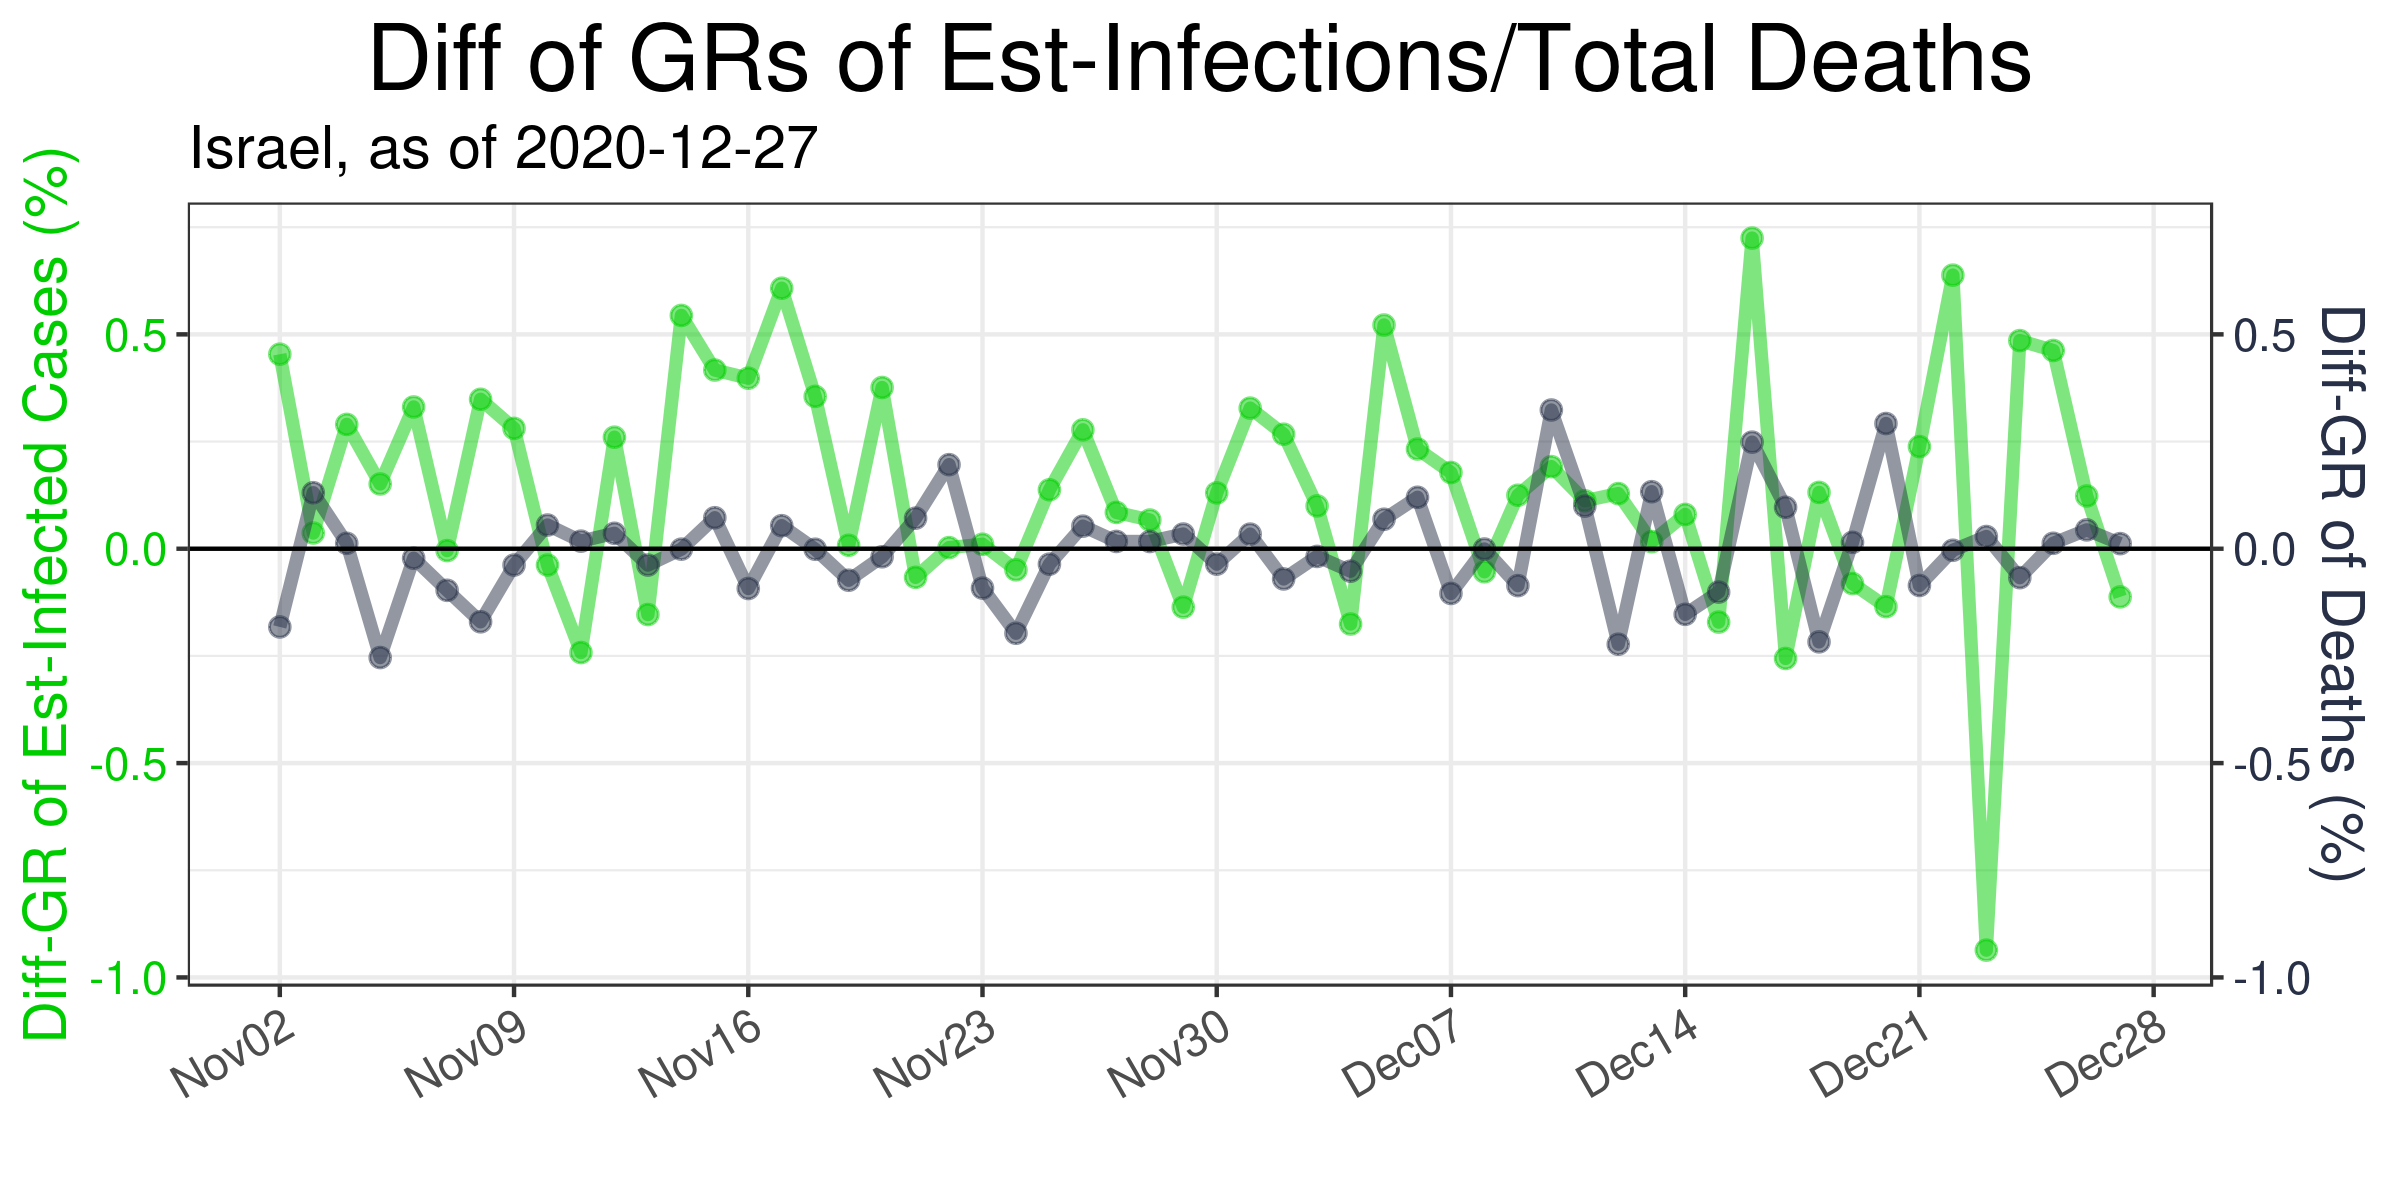 Diff of GRs of Est-Infections/Total Deaths
Israel, as of 2020-12-27
Diff-GR of Est-Infected Cases (%)
0.5
0.0
-0.5
-1.0
0.5
0.0
-0.5
-1.0
Diff-GR of Deaths (%)
Nov02
Nov09
Nov16
Nov23
Nov30
Dec07
Dec14
Dec21
Dec28